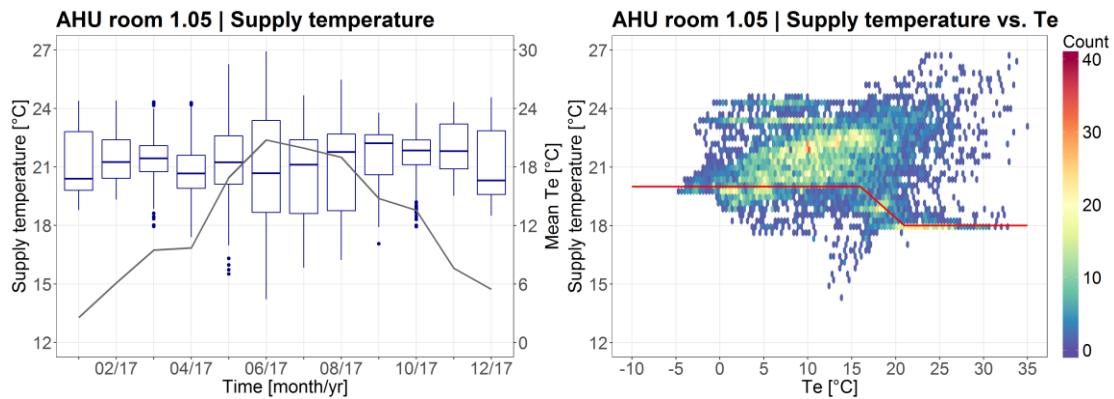 AHU room 1.05 | Supply temperature
27
24
21
18
15
12
Supply temperature [°C]
30
24
18
12
6
0
Mean Te [°C]
02/17 04/17 06/17 08/17 10/17 12/17
Time [month/yr]
AHU room 1.05 | Supply temperature vs. Te
27
24
21
18
15
12
Supply temperature [°C]
-10 -5 0 5 10 15 20 25 30 35
Te [°C]
Count
40
30
20
10
0